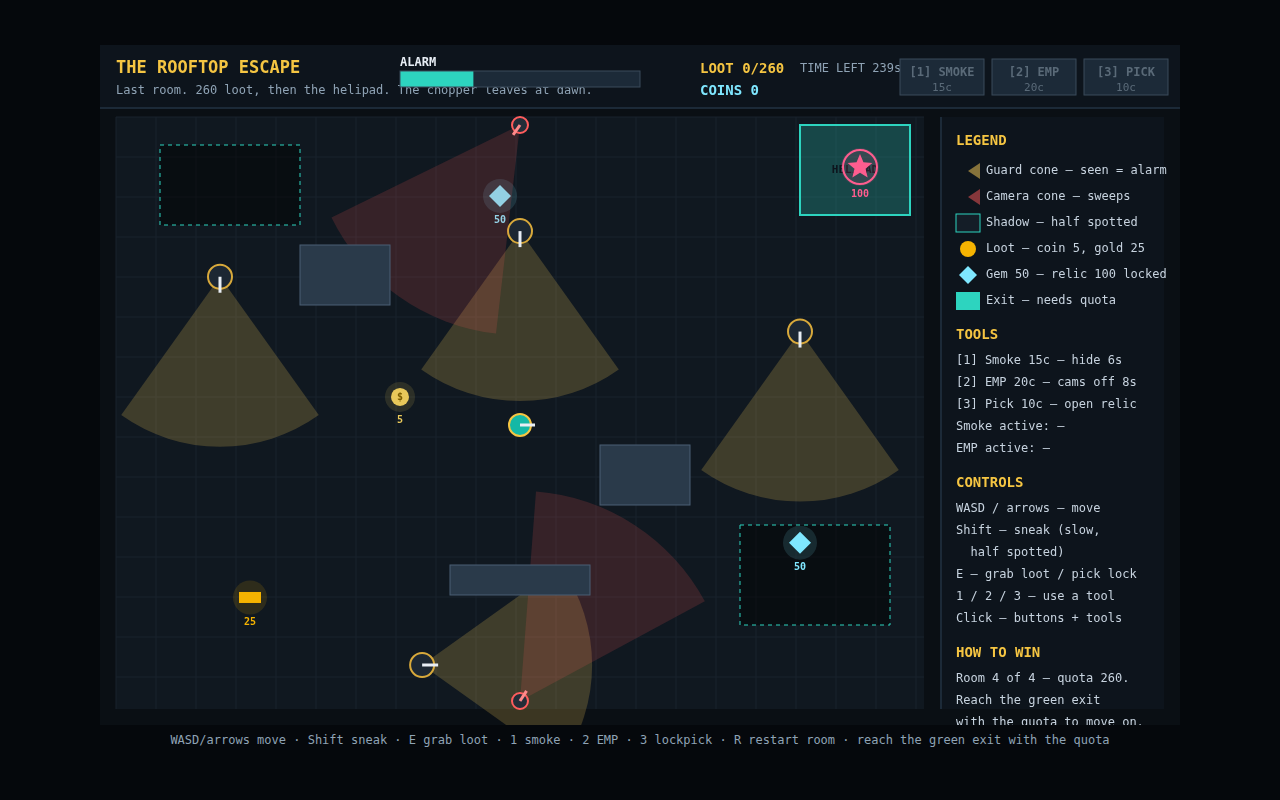 THE ROOFTOP ESCAPE
Last room. 260 loot, then the helipad. The chopper leaves at dawn.
ALARM
LOOT 0/260
TIME LEFT 239s
COINS 0
[1] SMOKE
15c
[2] EMP
20c
[3] PICK
10c
100
50
$
5
50
25
LEGEND
Guard cone — seen = alarm
Camera cone — sweeps
Shadow — half spotted
Loot — coin 5, gold 25
Gem 50 — relic 100 locked
Exit — needs quota
TOOLS
[1] Smoke 15c — hide 6s
[2] EMP 20c — cams off 8s
[3] Pick 10c — open relic
Smoke active: —
EMP active: —
CONTROLS
WASD / arrows — move
Shift — sneak (slow,
half spotted)
E — grab loot / pick lock
1 / 2 / 3 — use a tool
Click — buttons + tools
HOW TO WIN
Room 4 of 4 — quota 260.
Reach the green exit
with the quota to move on.
WASD/arrows move · Shift sneak · E grab loot · 1 smoke · 2 EMP · 3 lockpick · R restart room · reach the green exit with the quota